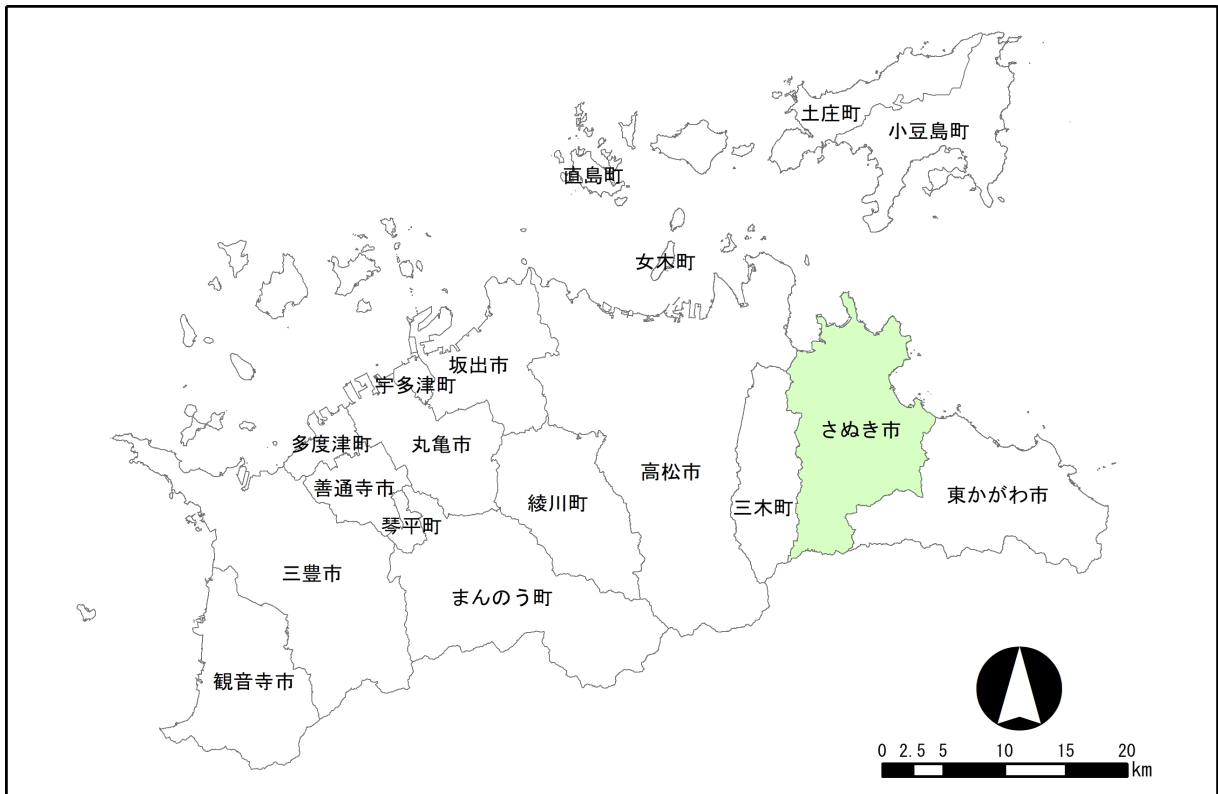 土庄町
小豆島町
直島町
女木町
坂出市
宇多津町
さぬき市
多度津町
丸亀市
高松市
善通寺市
東かがわ市
綾川町
三木町
琴平町
三豊市
まんのう町
観音寺市
0 2.5 5 10 15 20
km